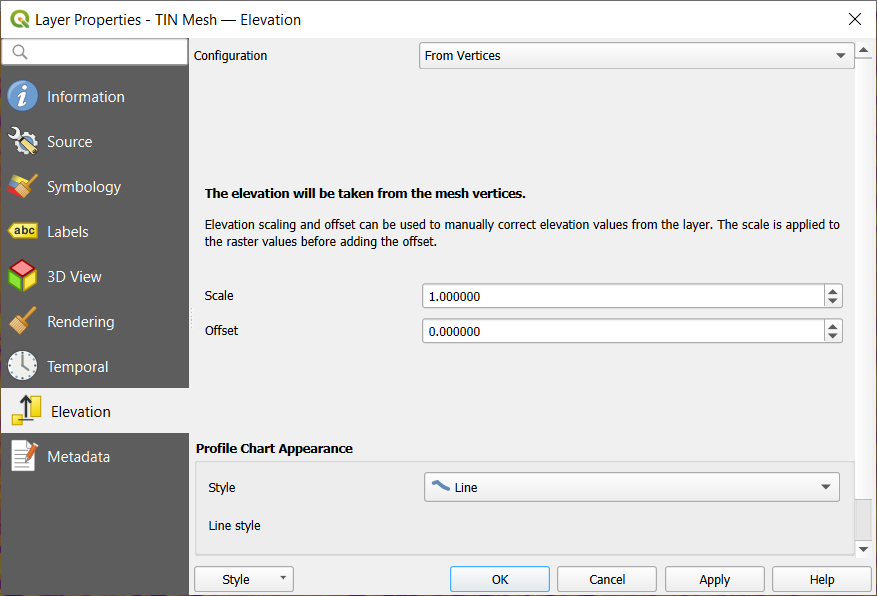 Layer Properties - TIN Mesh — Elevation
Configuration
From Vertices
Information
Source
Symbology
abc
Labels
3D View
Rendering
Temporal
Elevation
Metadata
The elevation will be taken from the mesh vertices.
Elevation scaling and offset can be used to manually correct elevation values from the layer. The scale is applied to
the raster values before adding the offset.
Scale
1.000000
Offset
0.000000
Profile Chart Appearance
Style
Line
Line style
Style
OK
Cancel
Apply
Help